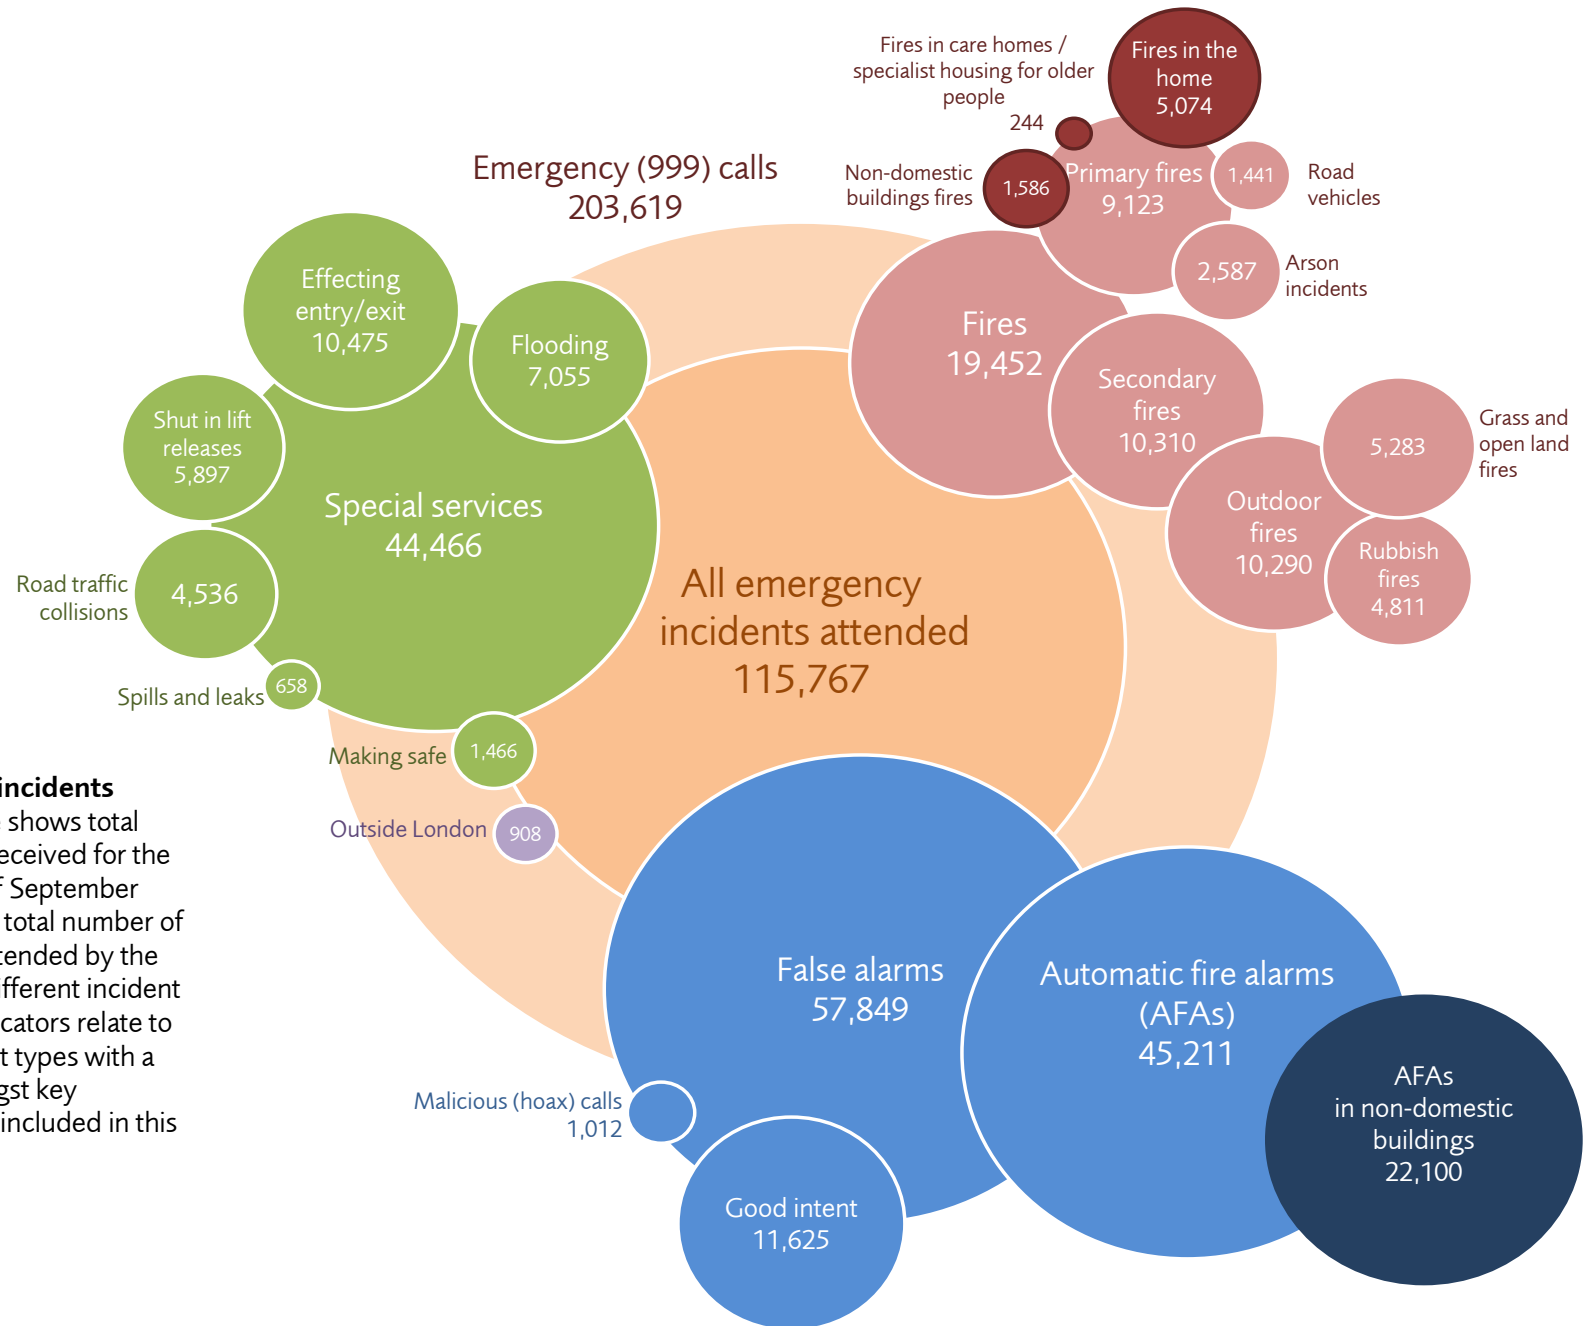 Fires in care homes /
specialist housing for older
people
244
Fires in the
home
5,074
Emergency (999) calls
203,619
Non-domestic
buildings fires
1,586
Primary fires
9,123
1,441
Road
vehicles
2,587
Arson
incidents
Effecting
entry/exit
10,475
Flooding
7,055
Fires
19,452
Secondary
fires
10,310
Shut in lift
releases
5,897
5,283
Grass and
open land
fires
Special services
44,466
Outdoor
fires
10,290
Rubbish
fires
4,811
Road traffic
collisions
4,536
All emergency
incidents attended
115,767
Spills and leaks
658
Making safe
1,466
Outside London
908
incidents
shows total
eceived for the
September
total number of
tended by the
ifferent incident
cators relate to
t types with a
gst key
included in this
False alarms
57,849
Automatic fire alarms
(AFAs)
45,211
AFAs
in non-domestic
buildings
22,100
Malicious (hoax) calls
1,012
Good intent
11,625